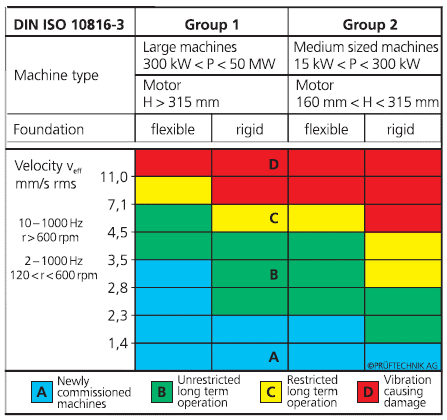 DIN ISO 10816-3 Group 1 Group 2
Machine type
Large machines
300 kW < P < 50 MW
Motor
H > 315 mm
Medium sized machines
15 kW < P < 300 kW
Motor
160 mm < H < 315 mm
Foundation flexible rigid flexible rigid
Velocity veff
mm/s rms
10–1000 Hz
r > 600 rpm
2–1000 Hz
120 < r < 600 rpm
11,0
7,1
4,5
3,5
2,8
2,3
1,4
D
C
B
A
©PRÜFTECHNIK AG
A Newly
commissioned
machines
B Unrestricted
long term
operation
C Restricted
long term
operation
D Vibration
causing
damage